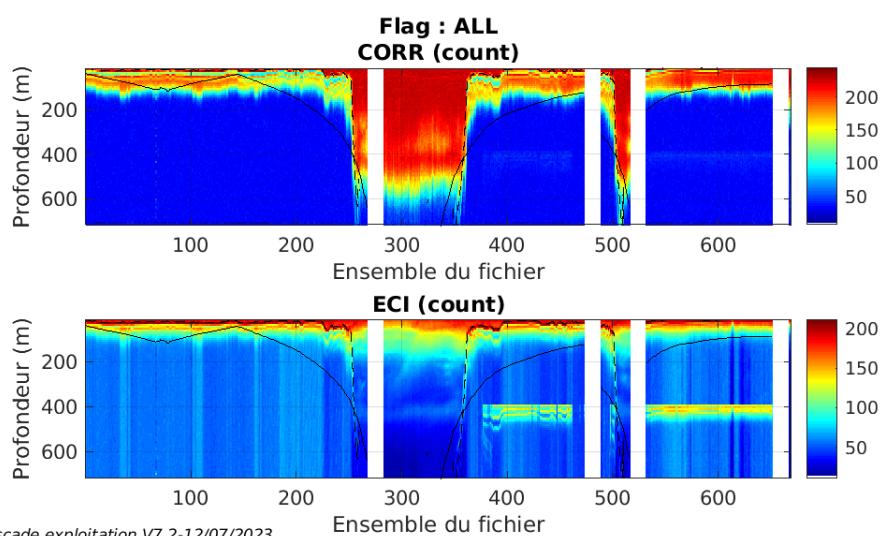 Flag : ALL
CORR (count)
Profondeur (m)
200
400
600
100 200 300 400 500 600
Ensemble du fichier
200
150
100
50
ECI (count)
Profondeur (m)
200
400
600
100 200 300 400 500 600
Ensemble du fichier
200
150
100
50
exploitation V7.2-12/07/2023